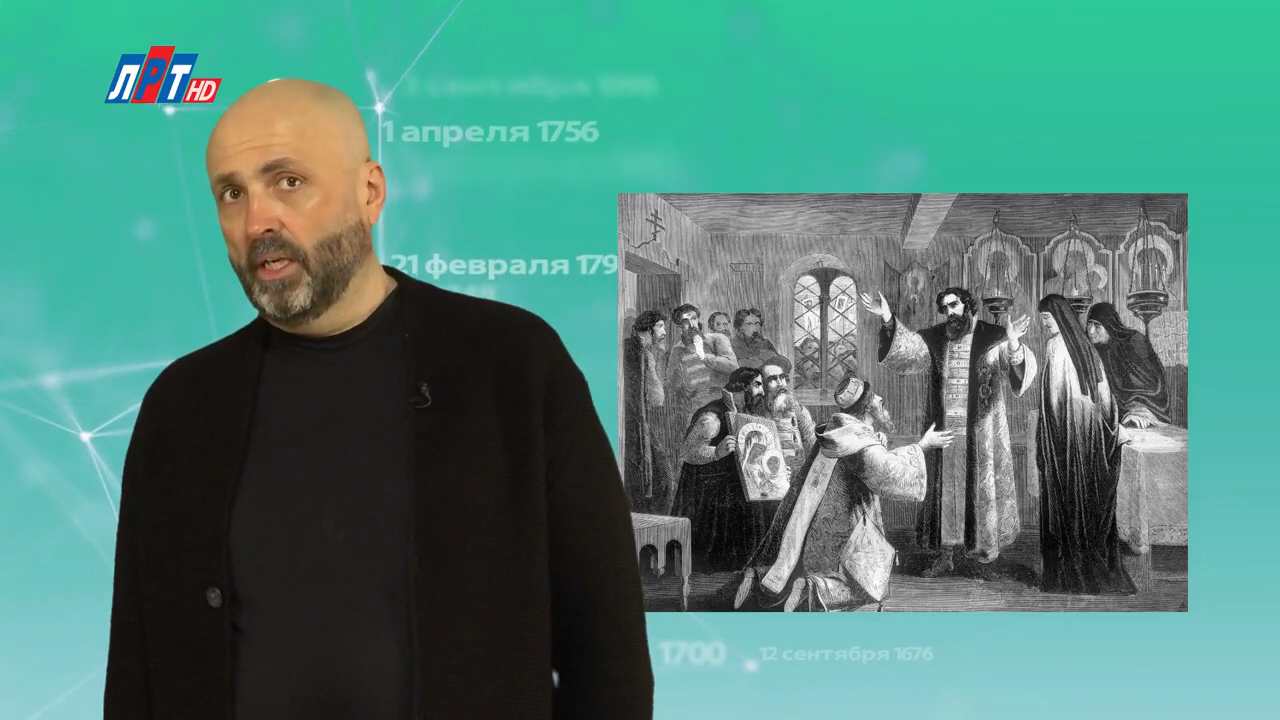 ЛРТ HD
1 апреля 1756
21 февраля 179
1700
12 сентября 1676